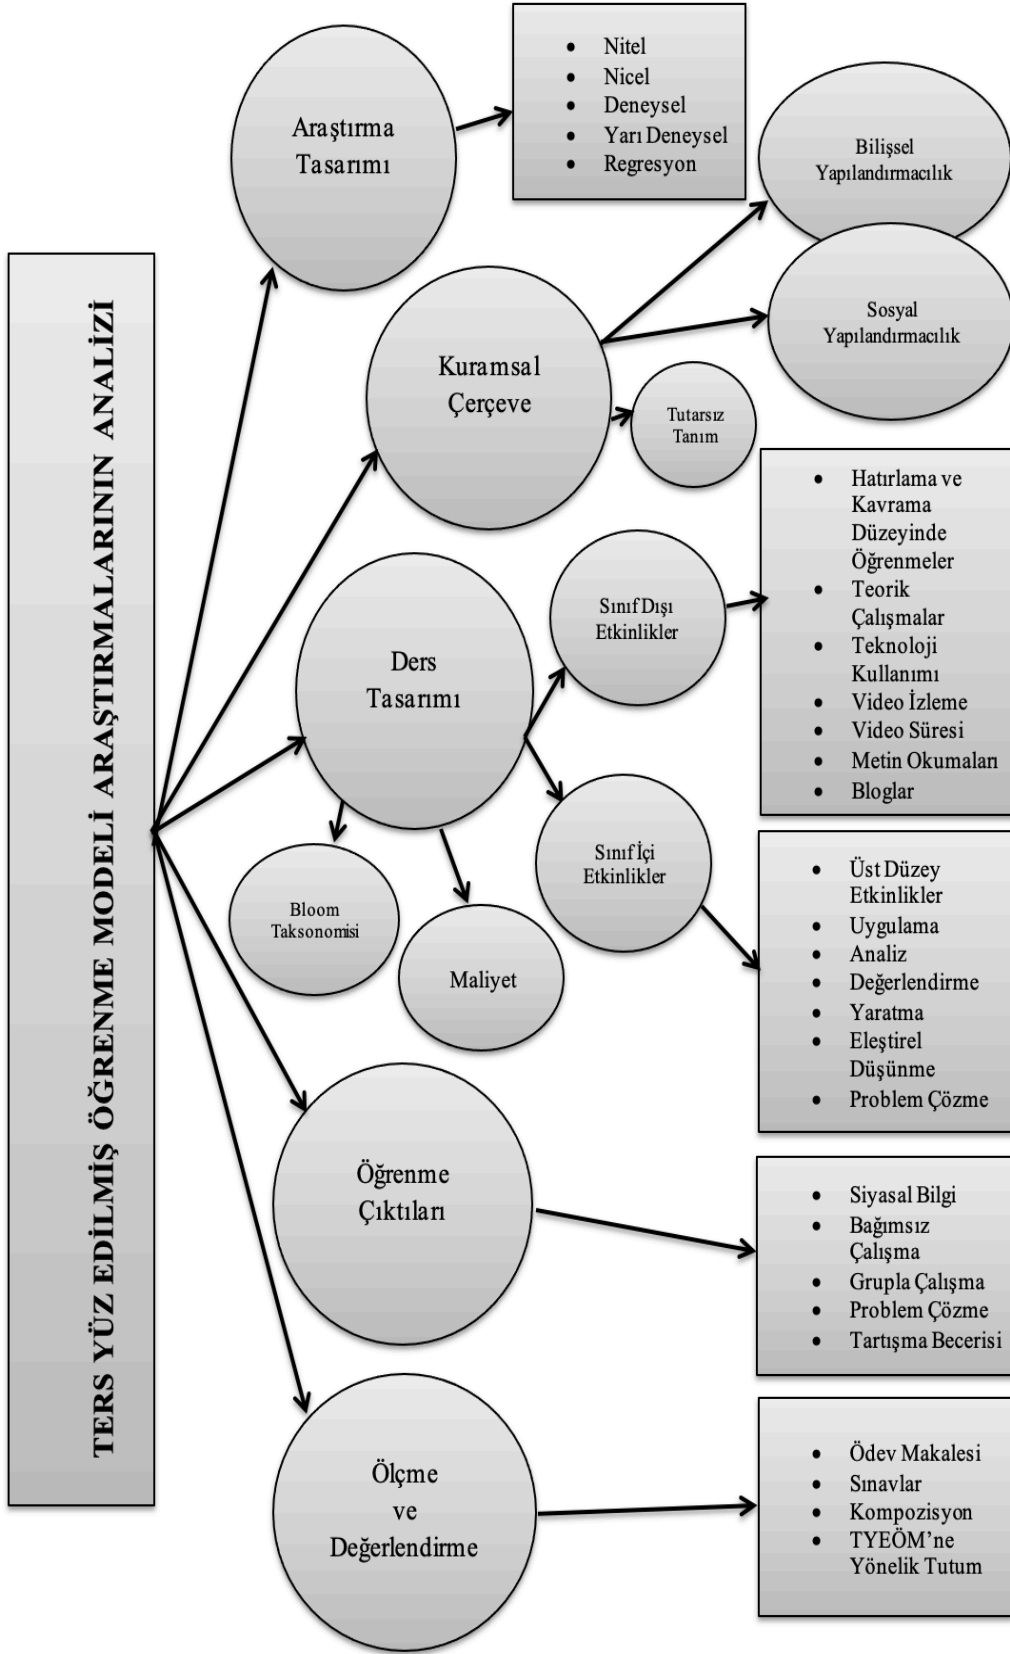 TERS YÜZ EDİLMİŞ ÖĞRENME MODELİ ARAŞTIRMALARININ ANALİZİ
Araştırma
Tasarımı
• Nitel
• Nicel
• Deneysel
• Yarı Deneysel
• Regresyon
Kuramsal
Çerçeve
Bilişsel
Yapılandırmacılık
Sosyal
Yapılandırmacılık
Tutarsız
Tanım
Ders
Tasarımı
Sınıf Dışı
Etkinlikler
• Hatırlama ve
Kavrama
Düzeyinde
Öğrenmeler
• Teorik
Çalışmalar
• Teknoloji
Kullanımı
• Video İzleme
• Video Süresi
• Metin Okumaları
• Bloglar
Sınıf İçi
Etkinlikler
• Üst Düzey
Etkinlikler
• Uygulama
• Analiz
• Değerlendirme
• Yaratma
• Eleştirel
Düşünme
• Problem Çözme
Bloom
Taksonomisi
Maliyet
Öğrenme
Çıktıları
• Siyasal Bilgi
• Bağımsız
Çalışma
• Grupla Çalışma
• Problem Çözme
• Tartışma Becerisi
Ölçme
ve
Değerlendirme
• Ödev Makalesi
• Sınavlar
• Kompozisyon
• TYEÖM’ne
Yönelik Tutum